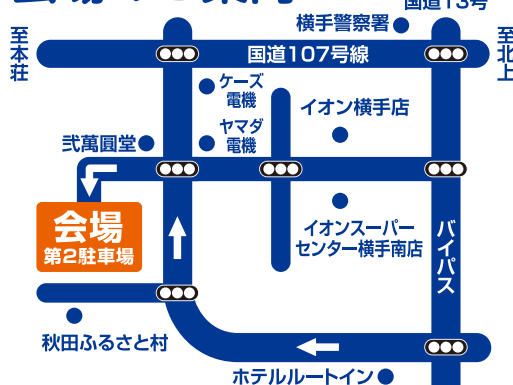 国道13号
横手警察署
至本荘
国道107号線
至北上
ケーズ
電機
イオン横手店
ヤマダ
電機
弐萬圓堂
会場
第2駐車場
イオンスーパー
センター横手南店
バイパス
秋田ふるさと村
ホテルルートイン